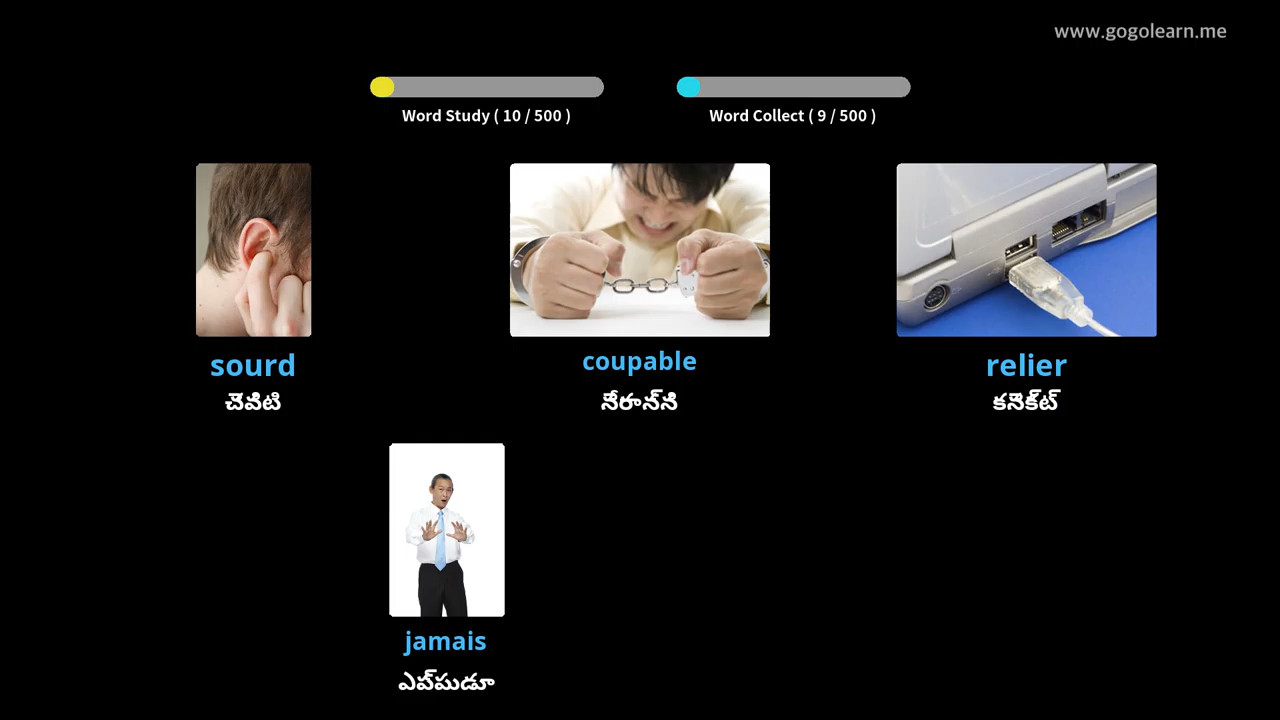 www.gogolearn.me
Word Study ( 10 / 500 )
Word Collect ( 9 / 500 )
sourd
చెవిటి
coupable
నేరాన్ని
relier
కనెక్ట్
jamais
ఎప్పుడూ